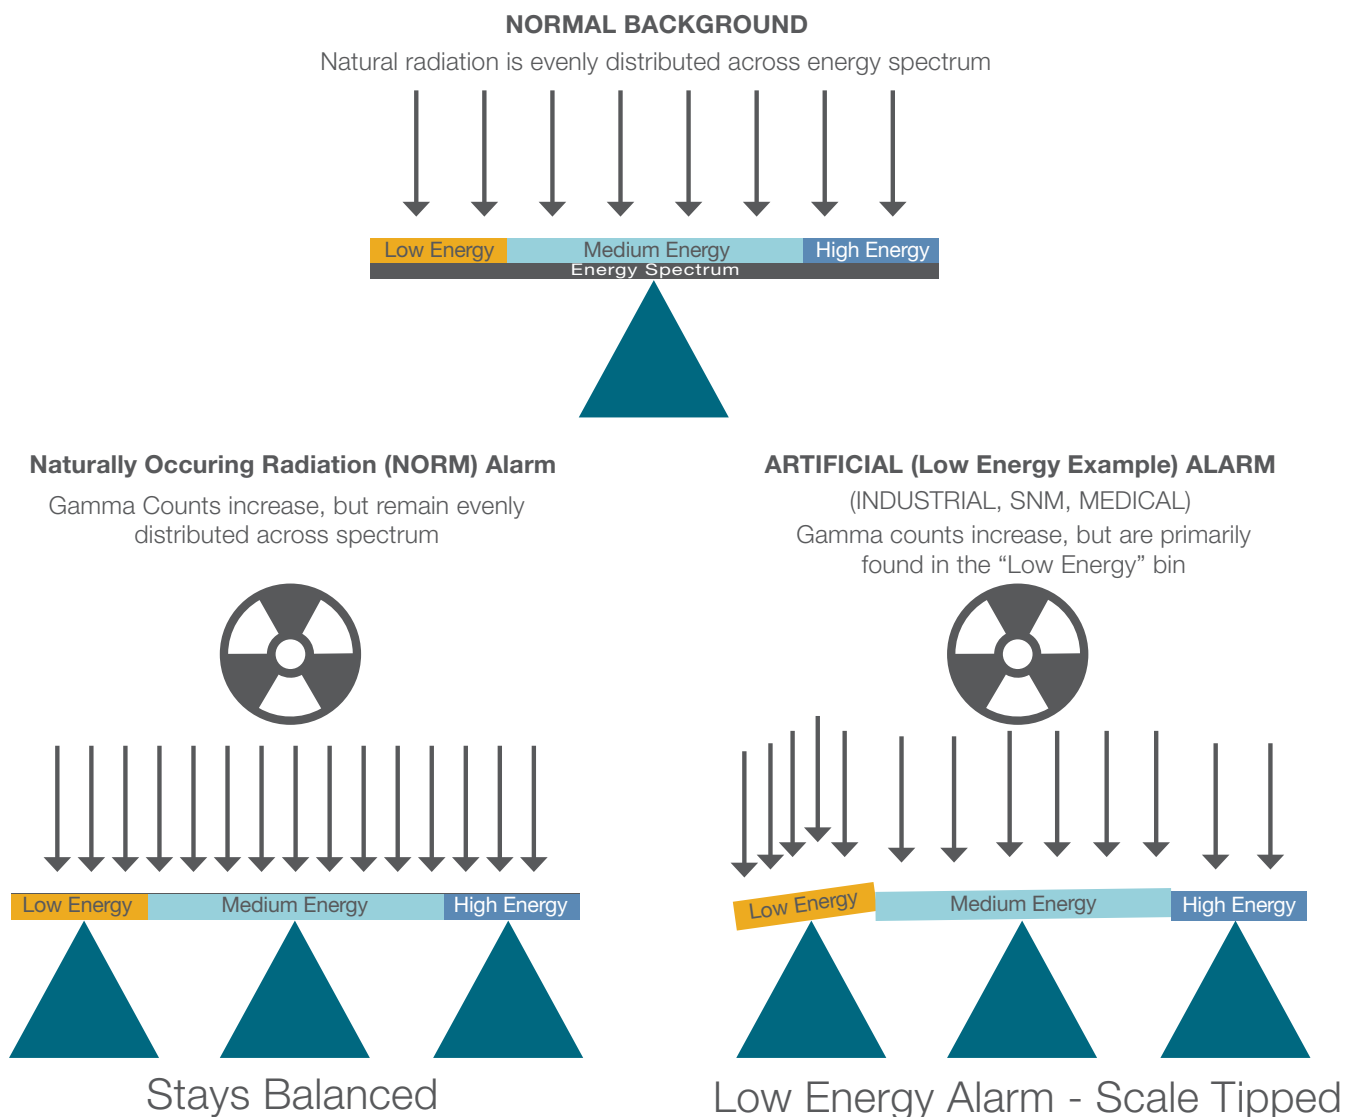 NORMAL BACKGROUND
Natural radiation is evenly distributed across energy spectrum
Low Energy
Medium Energy
High Energy
Energy Spectrum
Naturally Occuring Radiation (NORM) Alarm
Gamma Counts increase, but remain evenly
distributed across spectrum
Low Energy
Medium Energy
High Energy
Stays Balanced
ARTIFICIAL (Low Energy Example) ALARM
(INDUSTRIAL, SNM, MEDICAL)
Gamma counts increase, but are primarily
found in the “Low Energy” bin
Low Energy
Medium Energy
High Energy
Low Energy Alarm - Scale Tipped